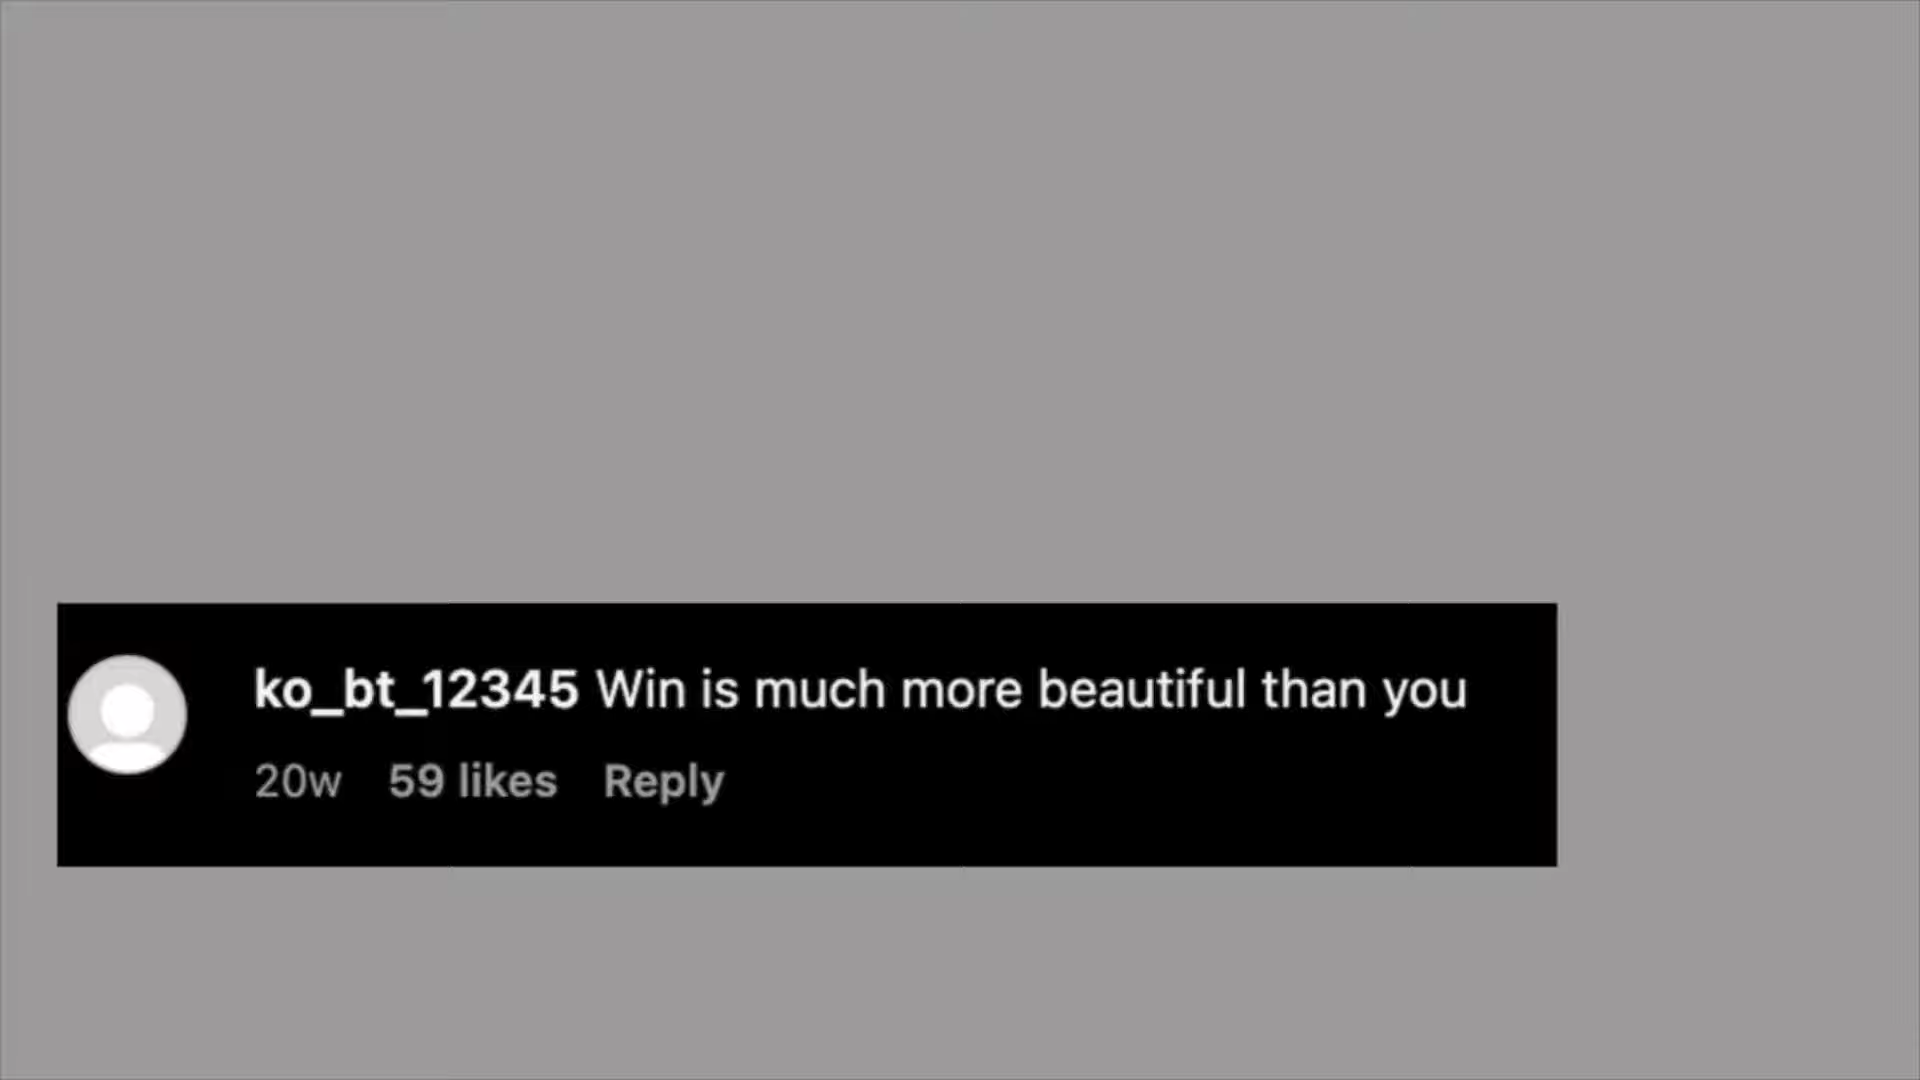 ko_bt_12345 Win is much more beautiful than you
20w 59 likes Reply